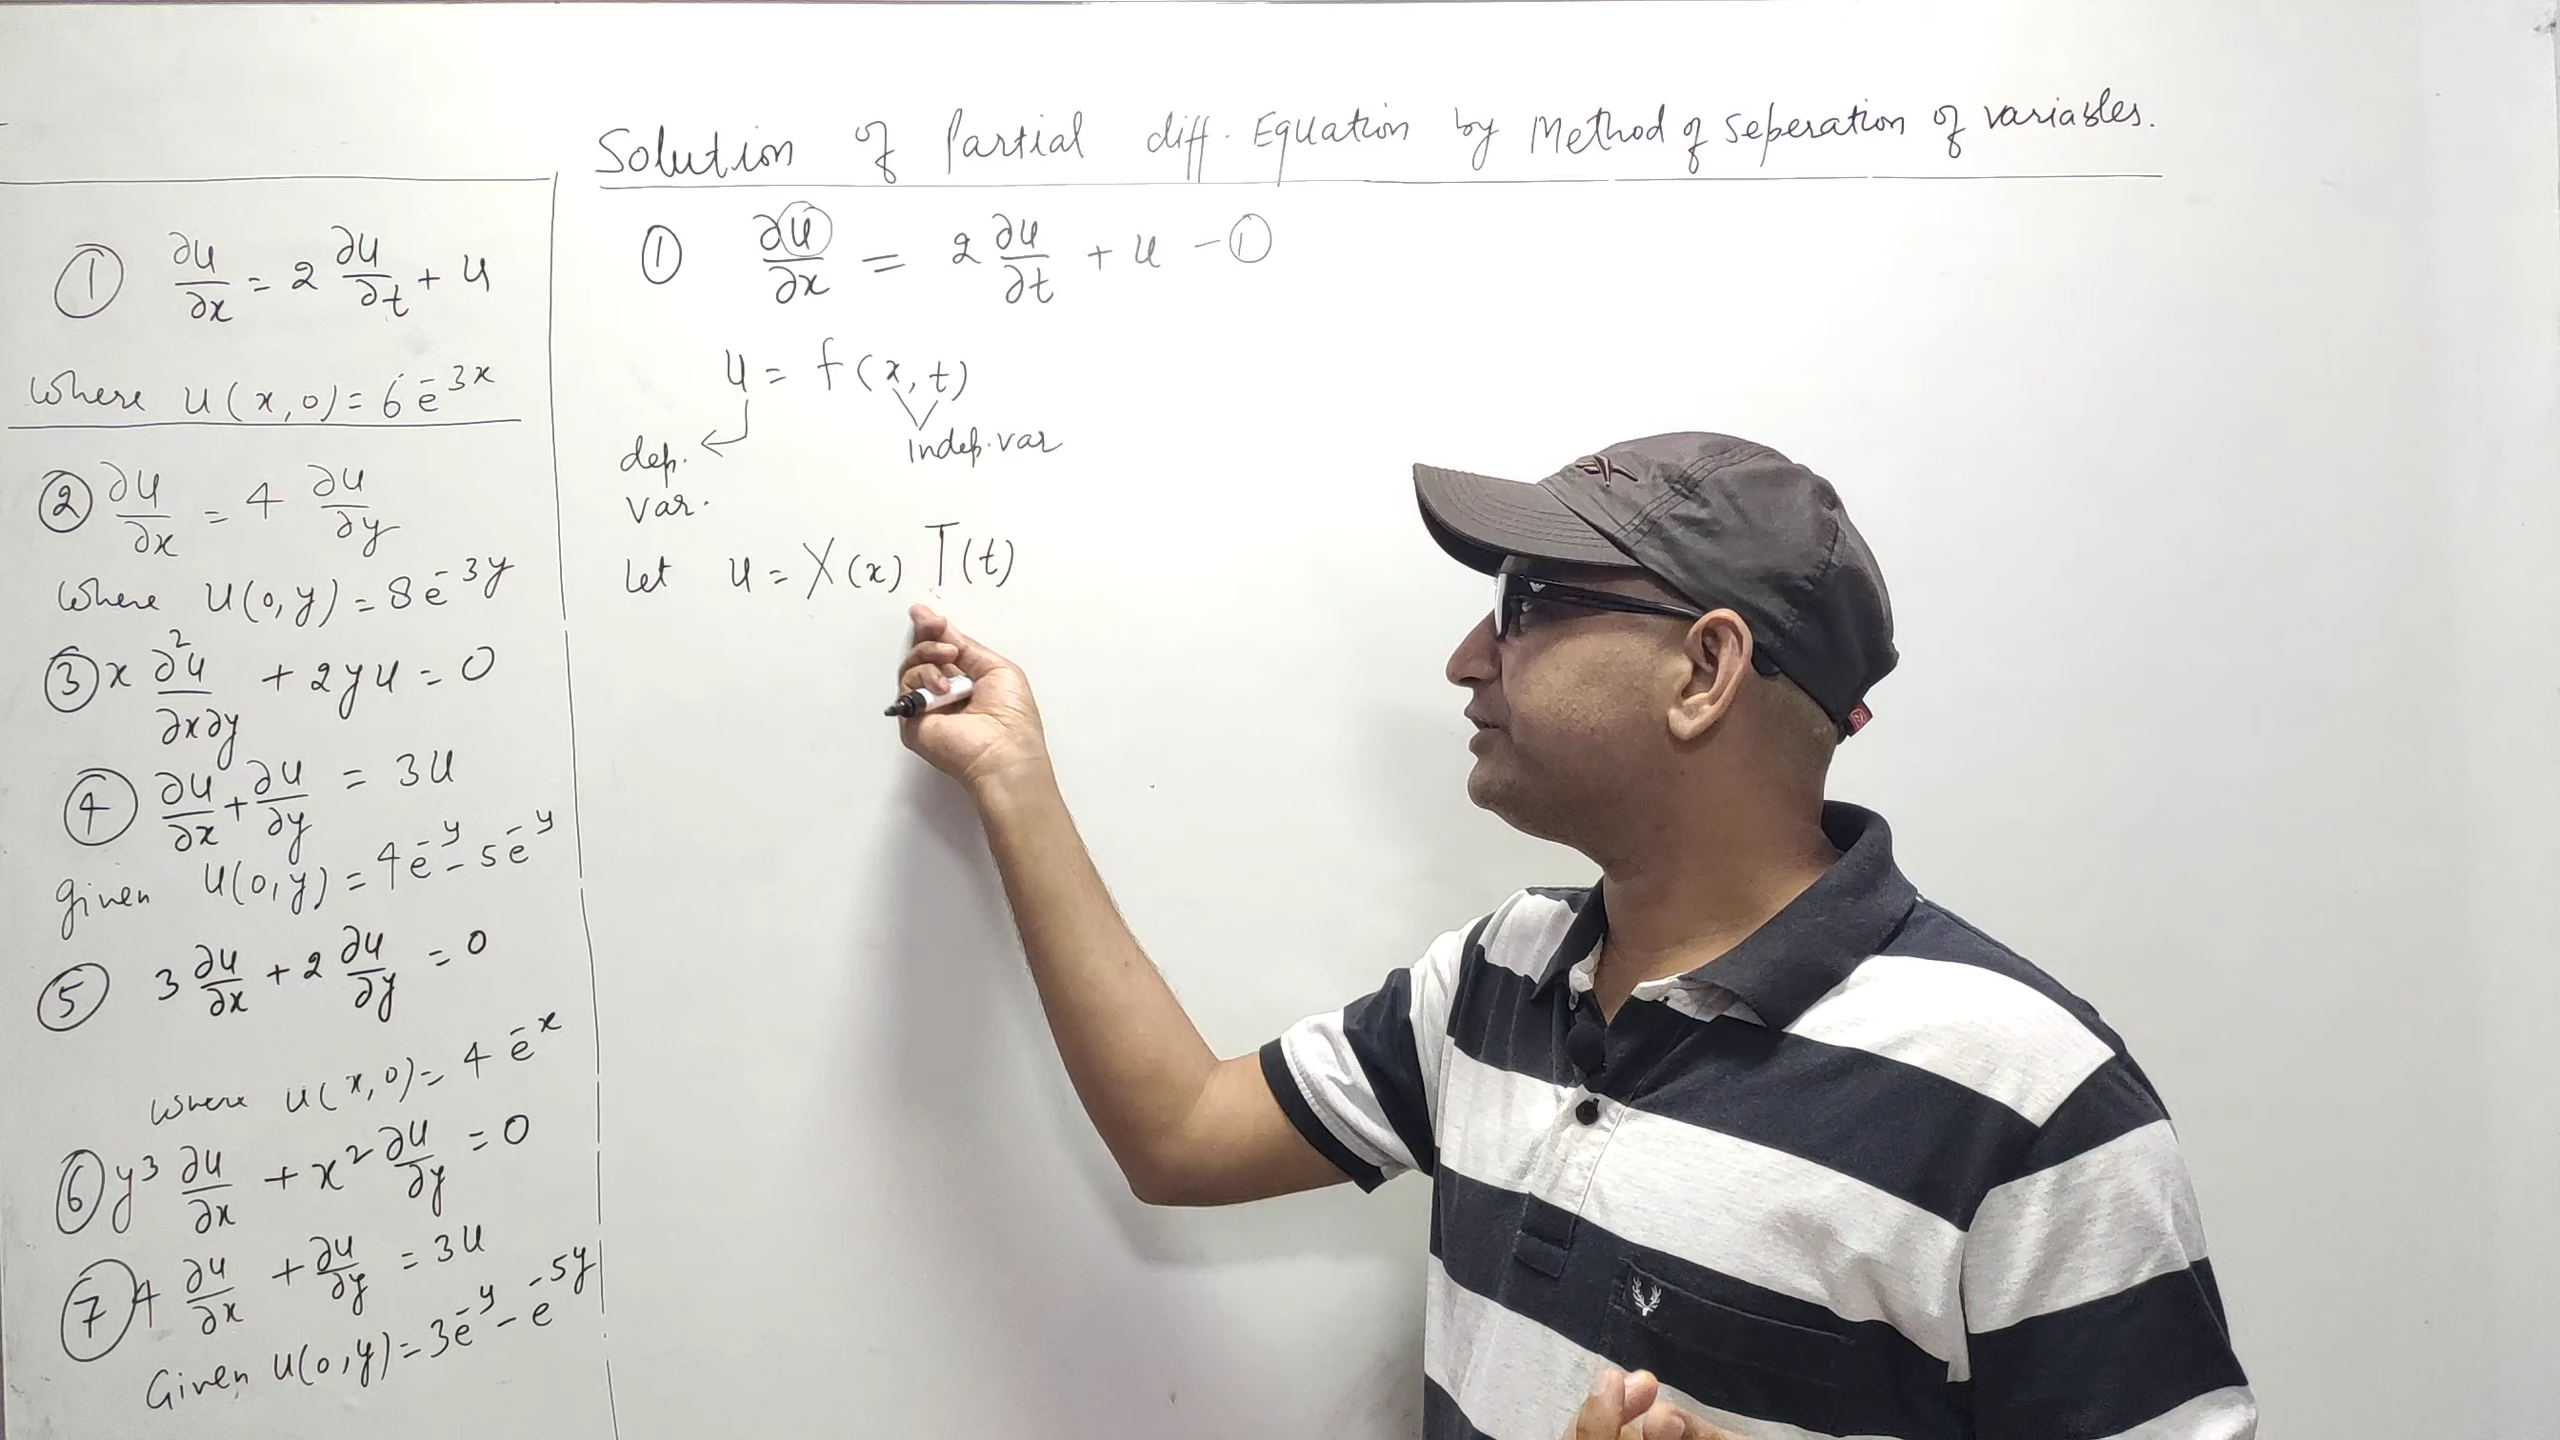 Solution of Partial diff. Equation by Method of Seperation of variables.
① ∂u/∂x = 2 ∂u/∂t + u
where u(x,0) = 6e^-3x
② ∂u/∂x = 4 ∂u/∂y
where u(0,y) = 8e^-3y
③ x ∂²u/∂x∂y + 2yu = 0
④ ∂u/∂x + ∂u/∂y = 3u
given u(0,y) = 4e^-y - 5e^-y
⑤ 3 ∂u/∂x + 2 ∂u/∂y = 0
where u(x,0) = 4e^-x
⑥ y³ ∂u/∂x + x² ∂u/∂y = 0
⑦ 4 ∂u/∂x + ∂u/∂y = 3u
Given u(0,y) = 3e^-y - e^-5y
① ∂u/∂x = 2 ∂u/∂t + u - ①
u = f(x,t)
dep. var.
indep. var
Let u = X(x) T(t)